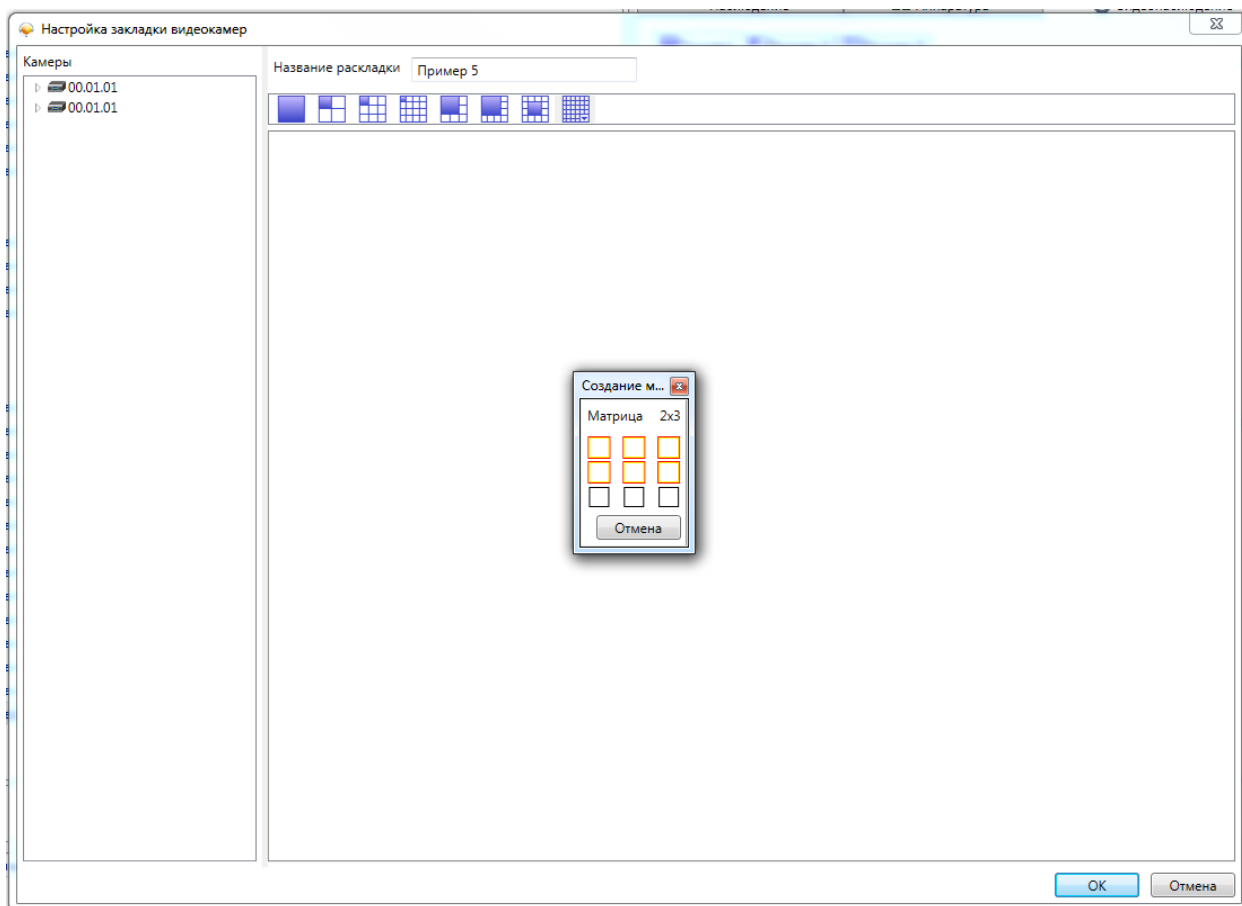 Настройка закладки видеокамер
Камеры
00.01.01
00.01.01
Название раскладки Пример 5
Создание м...
Матрица 2x3
Отмена
OK Отмена